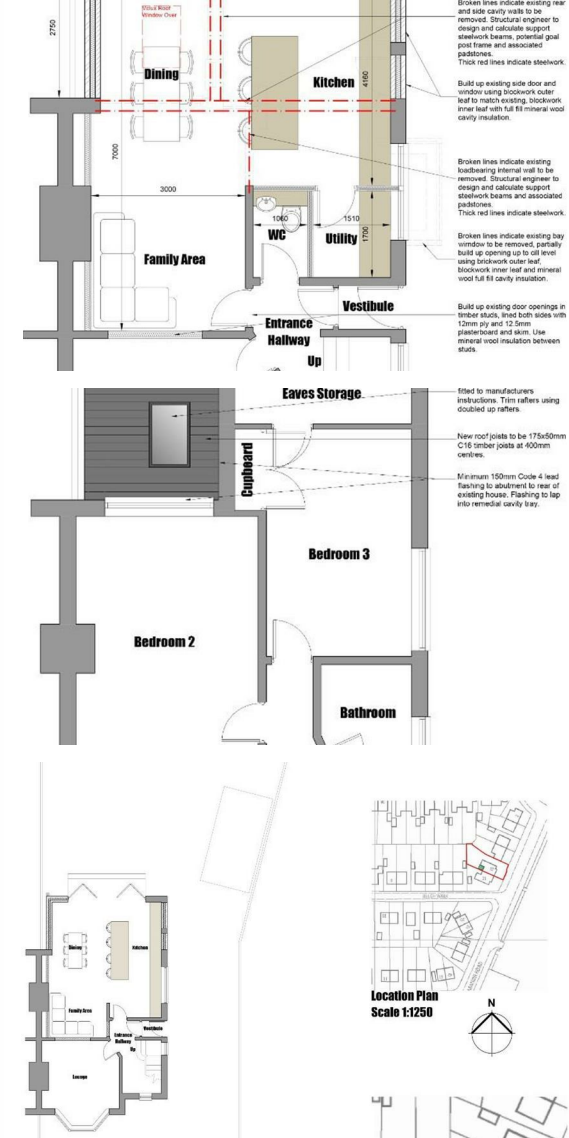 Velux Roof
Window Over
2750
Dining
Kitchen
4160
7000
3000
Family Area
1060
WC
1510
Utility
1700
Vestibule
Entrance
Hallway
Up
Broken lines indicate existing rear
and side cavity walls to be
removed. Structural engineer to
design and calculate support
steelwork beams, potential goal
post frame and associated
padstones.
Thick red lines indicate steelwork.
Build up existing side door and
window using blockwork outer
leaf to match existing, blockwork
inner leaf with full fill mineral wool
cavity insulation.
Broken lines indicate existing
loadbearing internal wall to be
removed. Structural engineer to
design and calculate support
steelwork beams and associated
padstones.
Thick red lines indicate steelwork.
Broken lines indicate existing bay
window to be removed, partially
build up opening up to cill level
using brickwork outer leaf,
blockwork inner leaf and mineral
wool full fill cavity insulation.
Build up existing door openings in
timber studs, lined both sides with
12mm ply and 12.5mm
plasterboard and skim. Use
mineral wool insulation between
studs.
Eaves Storage
Cupboard
Bedroom 3
Bedroom 2
Bathroom
fitted to manufacturers
instructions. Trim rafters using
doubled up rafters.
New roof joists to be 175x50mm
C16 timber joists at 400mm
centres.
Minimum 150mm Code 4 lead
flashing to abutment to rear of
existing house. Flashing to lap
into remedial cavity tray.
Dining
Kitchen
Family Area
Vestibule
Entrance
Hallway
Up
Lounge
Location Plan
Scale 1:1250
N